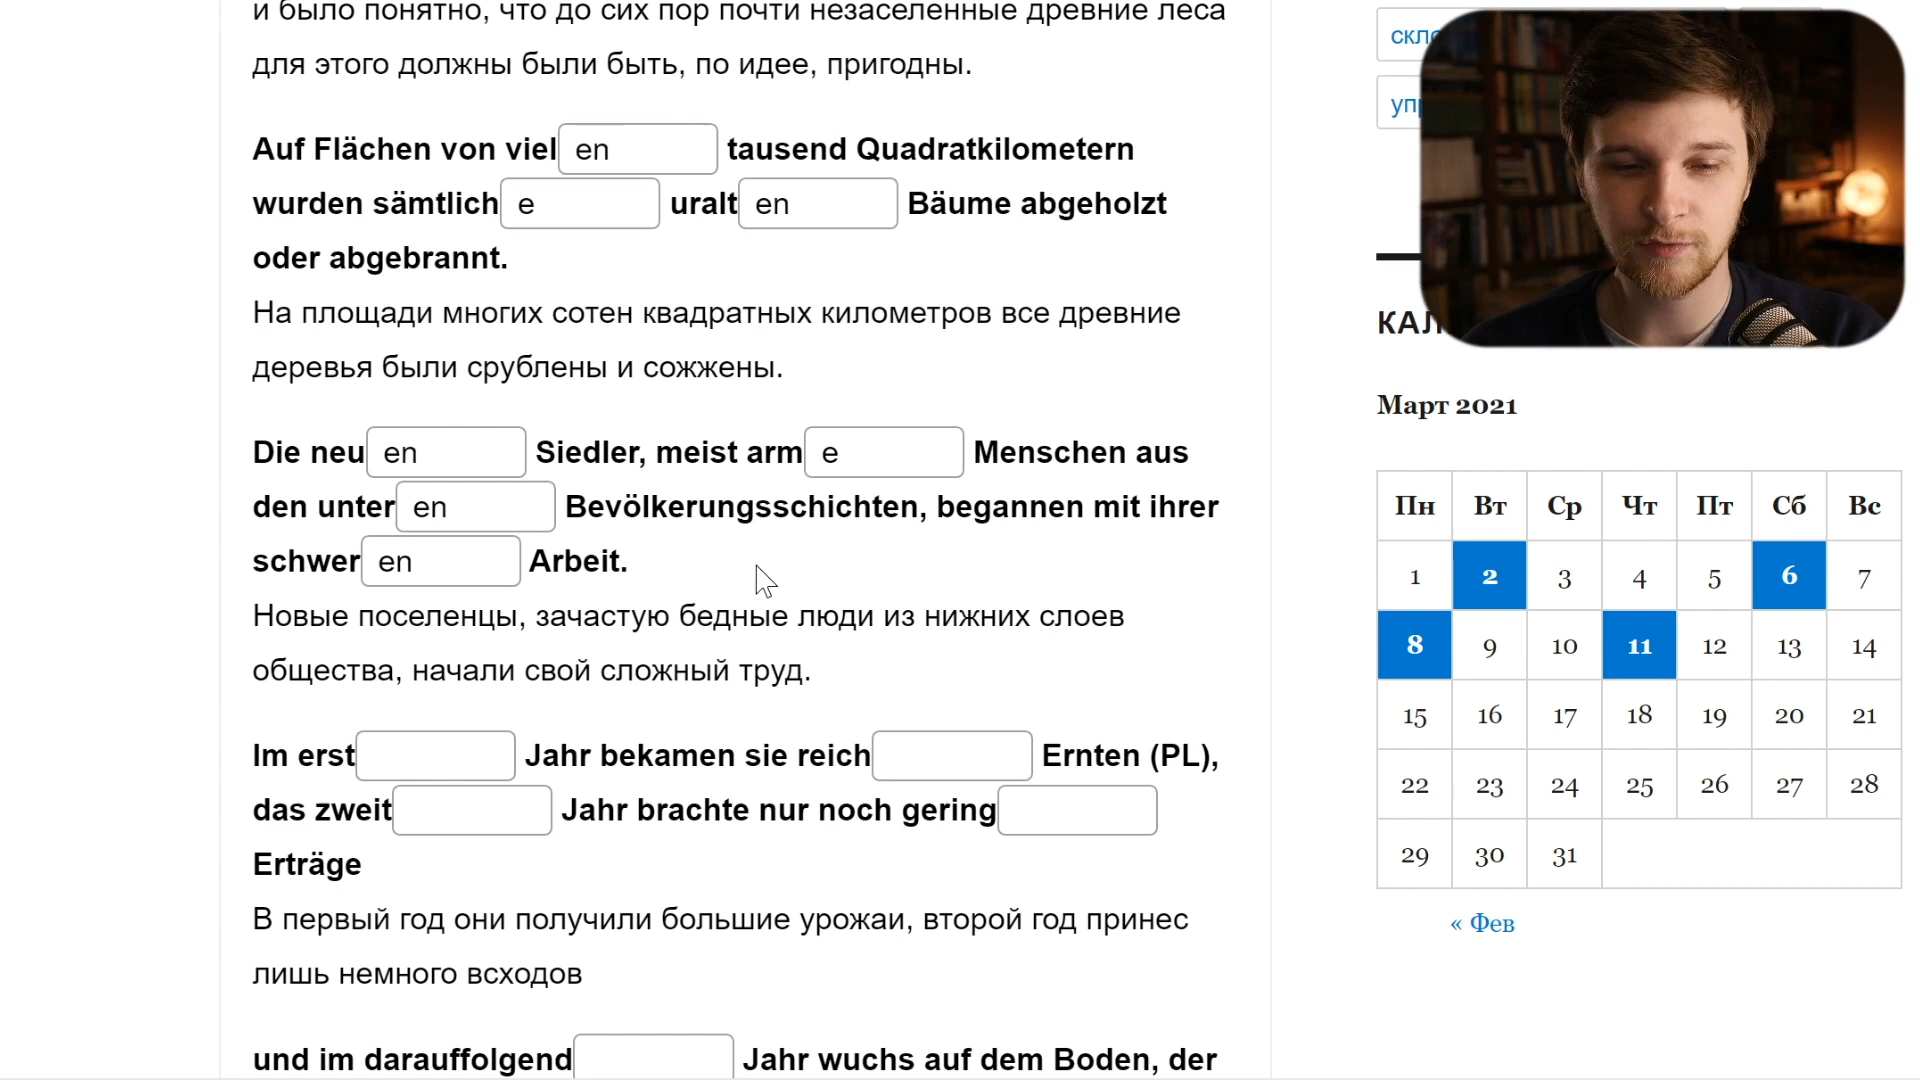 и было понятно, что до сих пор почти незаселенные древние леса
для этого должны были быть, по идее, пригодны.
Auf Flächen von viel en tausend Quadratkilometern
wurden sämtlich e uralt en Bäume abgeholzt
oder abgebrannt.
На площади многих сотен квадратных километров все древние
деревья были срублены и сожжены.
Die neu en Siedler, meist arm e Menschen aus
den unter en Bevölkerungsschichten, begannen mit ihrer
schwer en Arbeit.
Новые поселенцы, зачастую бедные люди из нижних слоев
общества, начали свой сложный труд.
Im erst Jahr bekamen sie reich Ernten (PL),
das zweit Jahr brachte nur noch gering
Erträge
В первый год они получили большие урожаи, второй год принес
лишь немного всходов
und im darauffolgend Jahr wuchs auf dem Boden, der
Март 2021
Пн Вт Ср Чт Пт Сб Вс
1 2 3 4 5 6 7
8 9 10 11 12 13 14
15 16 17 18 19 20 21
22 23 24 25 26 27 28
29 30 31
« Фев